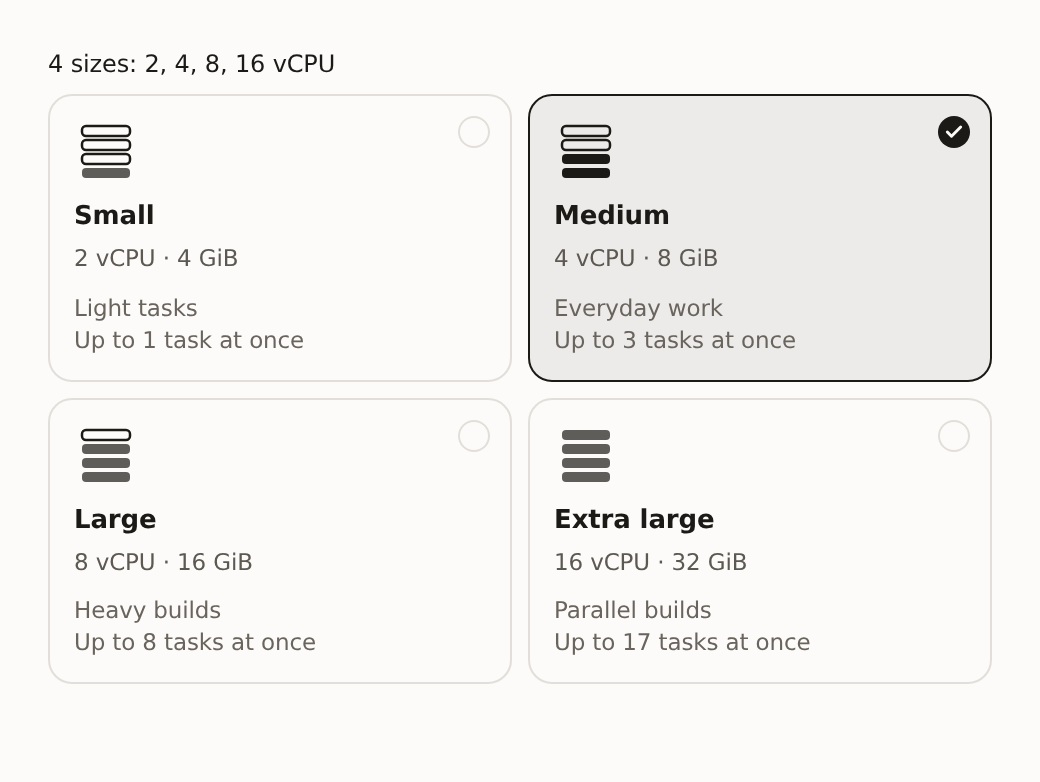 4 sizes: 2, 4, 8, 16 vCPU
Small
2 vCPU · 4 GiB
Light tasks
Up to 1 task at once
Medium
4 vCPU · 8 GiB
Everyday work
Up to 3 tasks at once
Large
8 vCPU · 16 GiB
Heavy builds
Up to 8 tasks at once
Extra large
16 vCPU · 32 GiB
Parallel builds
Up to 17 tasks at once